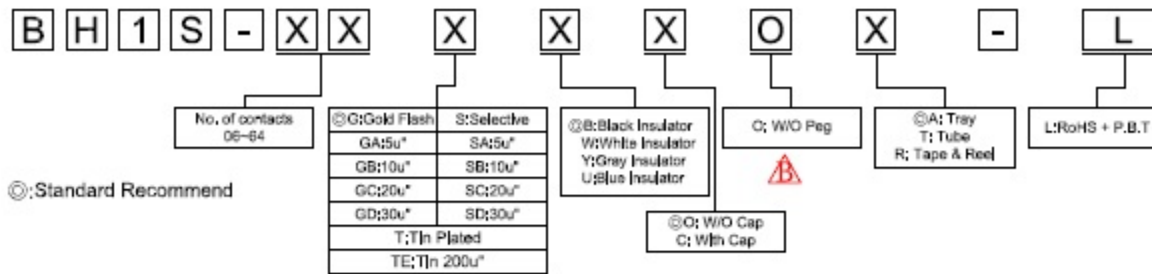 BH1S-XX X X X O X - L
No. of contacts
06~64
◎G:Gold Flash S:Selective
GA:5u" SA:5u"
GB:10u" SB:10u"
GC:20u" SC:20u"
GD:30u" SD:30u"
T:Tin Plated
TE:Tin 200u"
◎B:Black Insulator
W:White Insulator
Y:Gray Insulator
U:Blue Insulator
◎O: W/O Cap
C: With Cap
O: W/O Peg
B
◎A: Tray
T: Tube
R: Tape & Reel
L:RoHS + P.B.T
◎:Standard Recommend